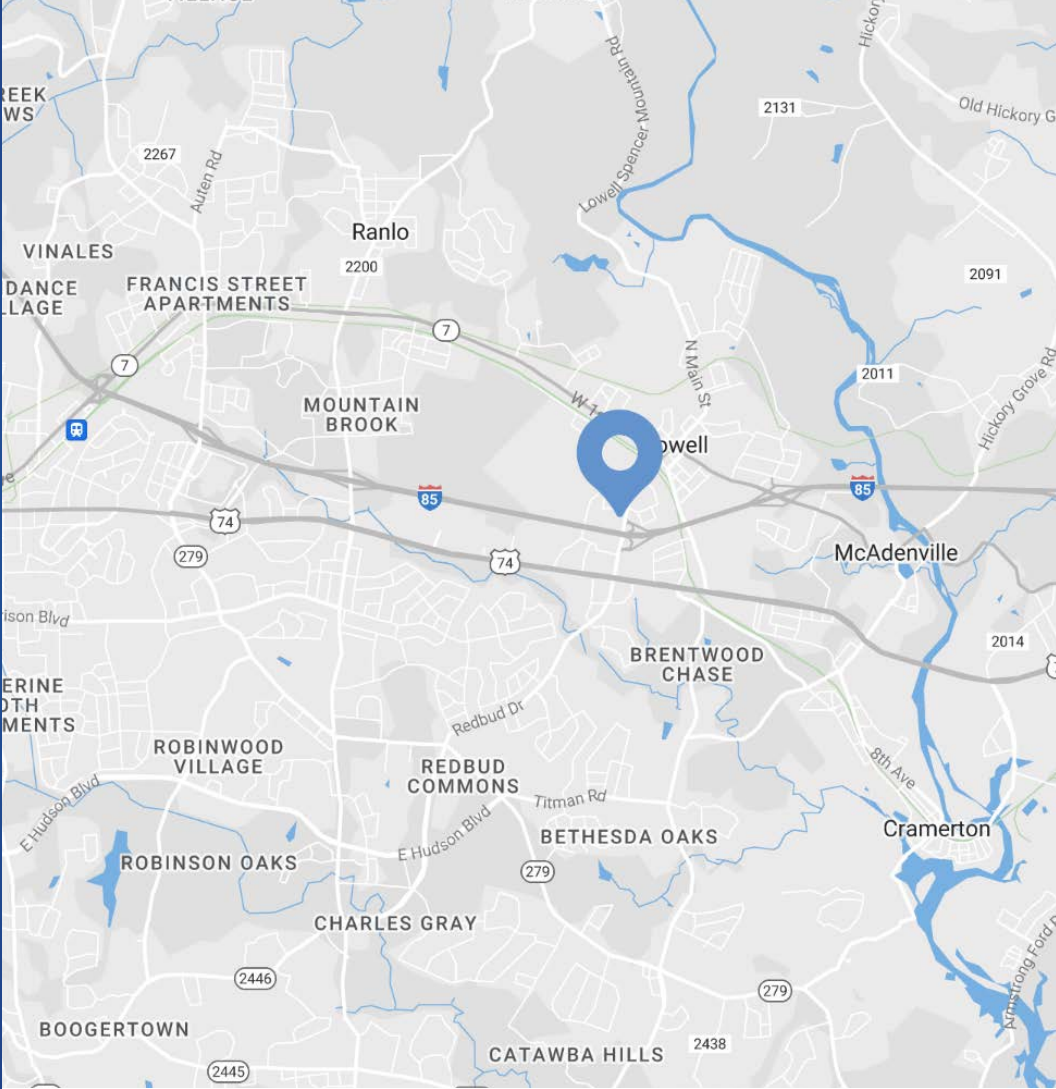 2131
Hickory
Old Hickory G
REEK
WS
2267
Auten Rd
Lowell Spencer Mountain Rd
Ranlo
VINALES
2200
2091
DANCE
LLAGE
FRANCIS STREET
APARTMENTS
7
7
2011
N Main St
Hickory Grove Rd
MOUNTAIN
BROOK
W 1
owell
85
85
74
74
279
McAdenville
rison Blvd
2014
BRENTWOOD
CHASE
ERINE
OTH
MENTS
Redbud Dr
ROBINWOOD
VILLAGE
REDBUD
COMMONS
8th Ave
E Hudson Blvd
Titman Rd
E Hudson Blvd
BETHESDA OAKS
Cramerton
ROBINSON OAKS
279
CHARLES GRAY
Armstrong Ford
2446
279
BOOGERTOWN
CATAWBA HILLS
2438
2445